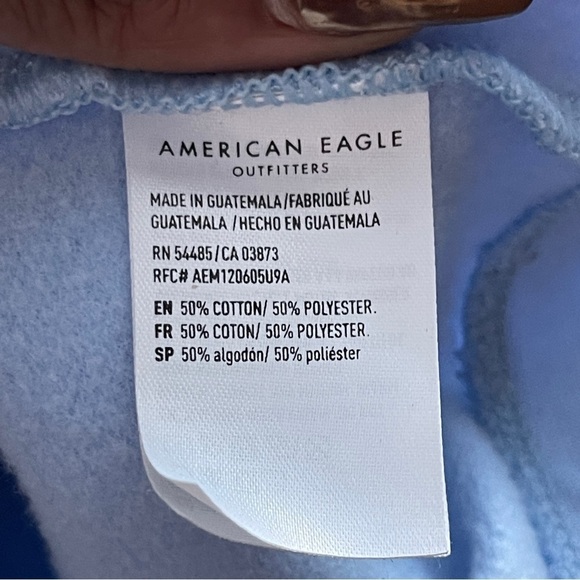 AMERICAN EAGLE
OUTFITTERS
MADE IN GUATEMALA/FABRIQUÉ AU
GUATEMALA /HECHO EN GUATEMALA
RN 54485/CA 03873
RFC# AEM120605U9A
EN 50% COTTON/ 50% POLYESTER.
FR 50% COTON/ 50% POLYESTER.
SP 50% algodón/ 50% poliéster